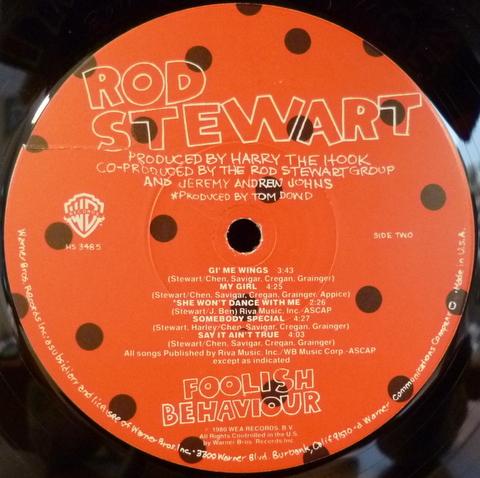 ROD
STEWART
PRODUCED BY HARRY THE HOOK
CO-PRODUCED BY THE ROD STEWART GROUP
AND JEREMY ANDREW JOHNS
*PRODUCED BY TOM DOWD
WB
HS 3485
SIDE TWO
GI' ME WINGS 3:43
(Stewart/Chen, Savigar, Cregan, Grainger)
MY GIRL 4:25
(Stewart/Chen, Savigar, Cregan, Grainger, Appice)
*SHE WON'T DANCE WITH ME 2:26
(Stewart/J. Ben) Riva Music, Inc./ASCAP
SOMEBODY SPECIAL 4:27
(Stewart, Harley/Chen, Savigar, Cregan, Grainger)
SAY IT AIN'T TRUE 4:03
(Stewart/Chen, Savigar, Cregan, Grainger)
All songs Published by Riva Music, Inc./WB Music Corp.-ASCAP
except as indicated
FOOLISH
BEHAVIOUR
℗ 1980 WEA RECORDS, B.V.
All Rights Controlled in the U.S.
by Warner Bros. Records Inc.
Warner Bros. Records Inc., a subsidiary and licensee of Warner Bros. Inc. • 3300 Warner Blvd. Burbank, Calif. 91510 • a Warner Communications Company Made in U.S.A.